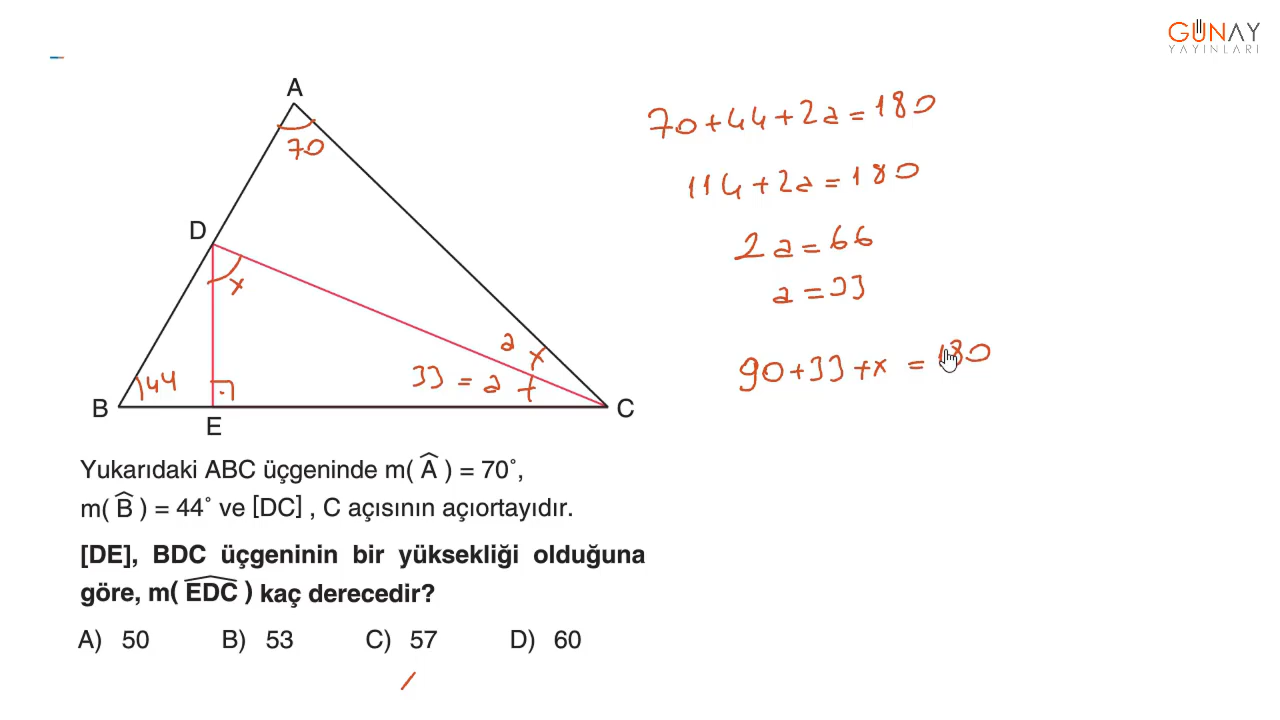 GÜNAY
YAYINLARI
A
70
D
x
a
44
33 = a
B
E
C
70+44+2a=180
114+2a=180
2a=66
a=33
90+33+x=180
Yukarıdaki ABC üçgeninde m(Â) = 70°,
m(B̂) = 44° ve [DC] , C açısının açıortayıdır.
[DE], BDC üçgeninin bir yüksekliği olduğuna
göre, m(EDC) kaç derecedir?
A) 50 B) 53 C) 57 D) 60